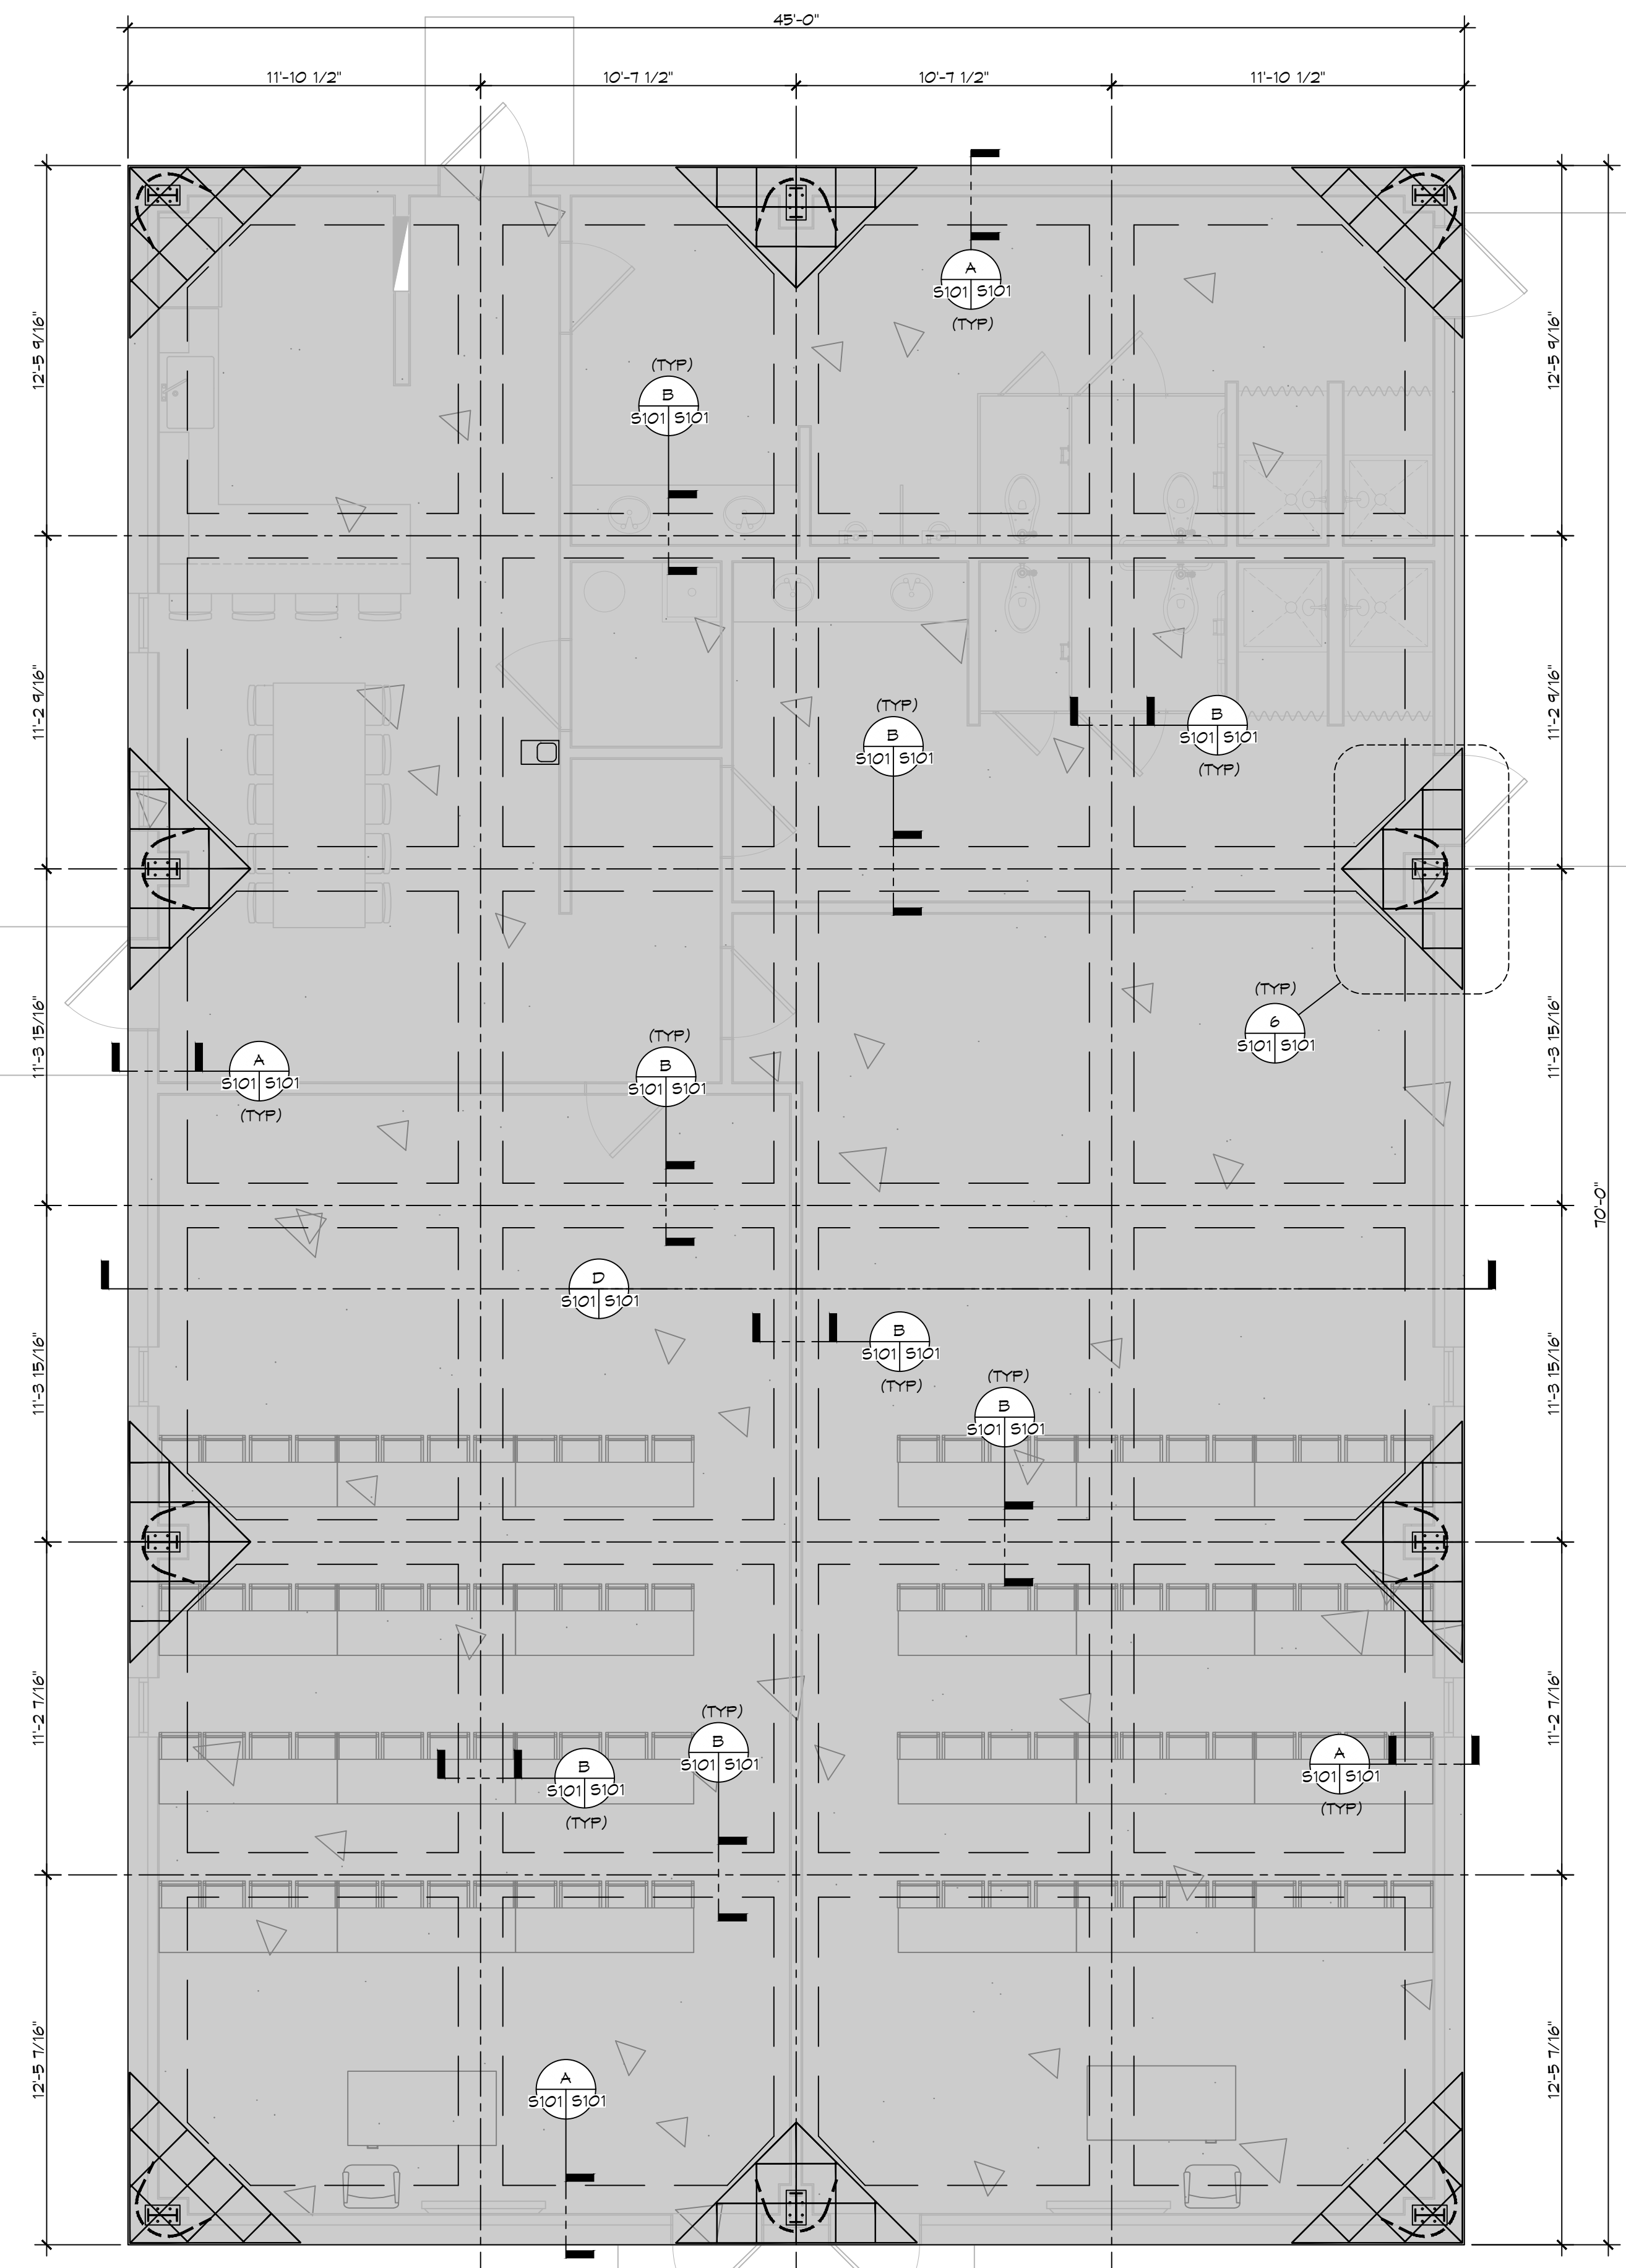 45'-0"
11'-10 1/2"
10'-7 1/2"
10'-7 1/2"
11'-10 1/2"
A
S101 S101
(TYP)
12'-5 9/16"
12'-5 9/16"
(TYP)
B
S101 S101
11'-2 9/16"
11'-2 9/16"
(TYP)
B
S101 S101
B
S101 S101
(TYP)
(TYP)
6
S101 S101
11'-3 15/16"
11'-3 15/16"
A
S101 S101
(TYP)
(TYP)
B
S101 S101
70'-0"
D
S101 S101
B
S101 S101
(TYP)
11'-3 15/16"
11'-3 15/16"
(TYP)
B
S101 S101
11'-2 7/16"
11'-2 7/16"
(TYP)
B
S101 S101
B
S101 S101
(TYP)
A
S101 S101
(TYP)
12'-5 7/16"
12'-5 7/16"
A
S101 S101